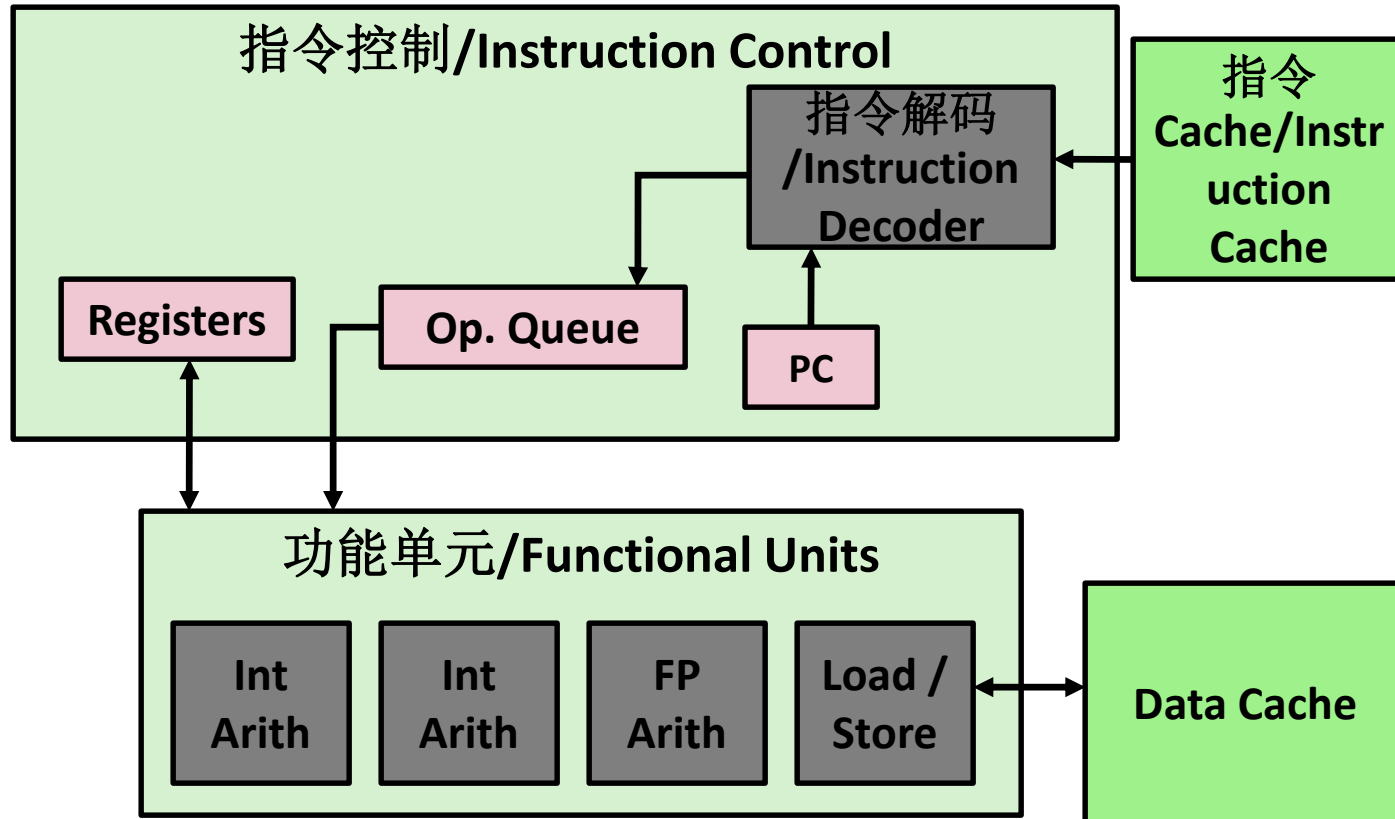 指令控制/Instruction Control
指令
Cache/Instr
uction
Cache
指令解码
/Instruction
Decoder
Registers
Op. Queue
PC
功能单元/Functional Units
Int
Arith
Int
Arith
FP
Arith
Load /
Store
Data Cache